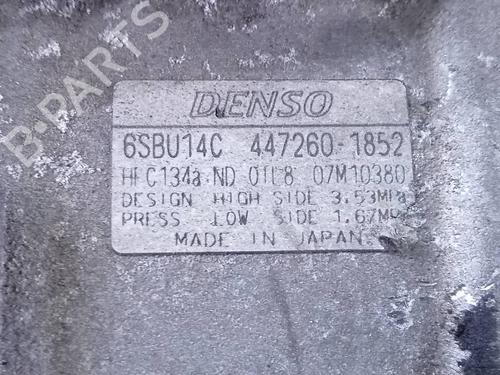 B-PARTS
DENSO
6SBU14C 447260-1852
HFC134a ND OIL8 07M10380
DESIGN HIGH SIDE 3.53MPa
PRESS. LOW SIDE 1.67MPa
MADE IN JAPAN